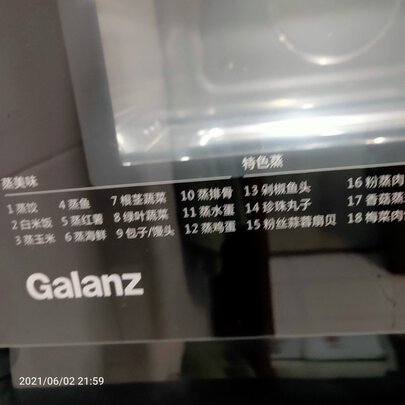 蒸美味
特色蒸
1 蒸饺
2 白米饭
3 蒸玉米
4 蒸鱼
5 蒸红薯
6 蒸海鲜
7 根茎蔬菜
8 绿叶蔬菜
9 包子/馒头
10 蒸排骨
11 蒸水蛋
12 蒸鸡蛋
13 剁椒鱼头
14 珍珠丸子
15 粉丝蒜蓉扇贝
16 粉蒸肉
17 香菇蒸
18 梅菜肉
Galanz
2021/06/02 21:59